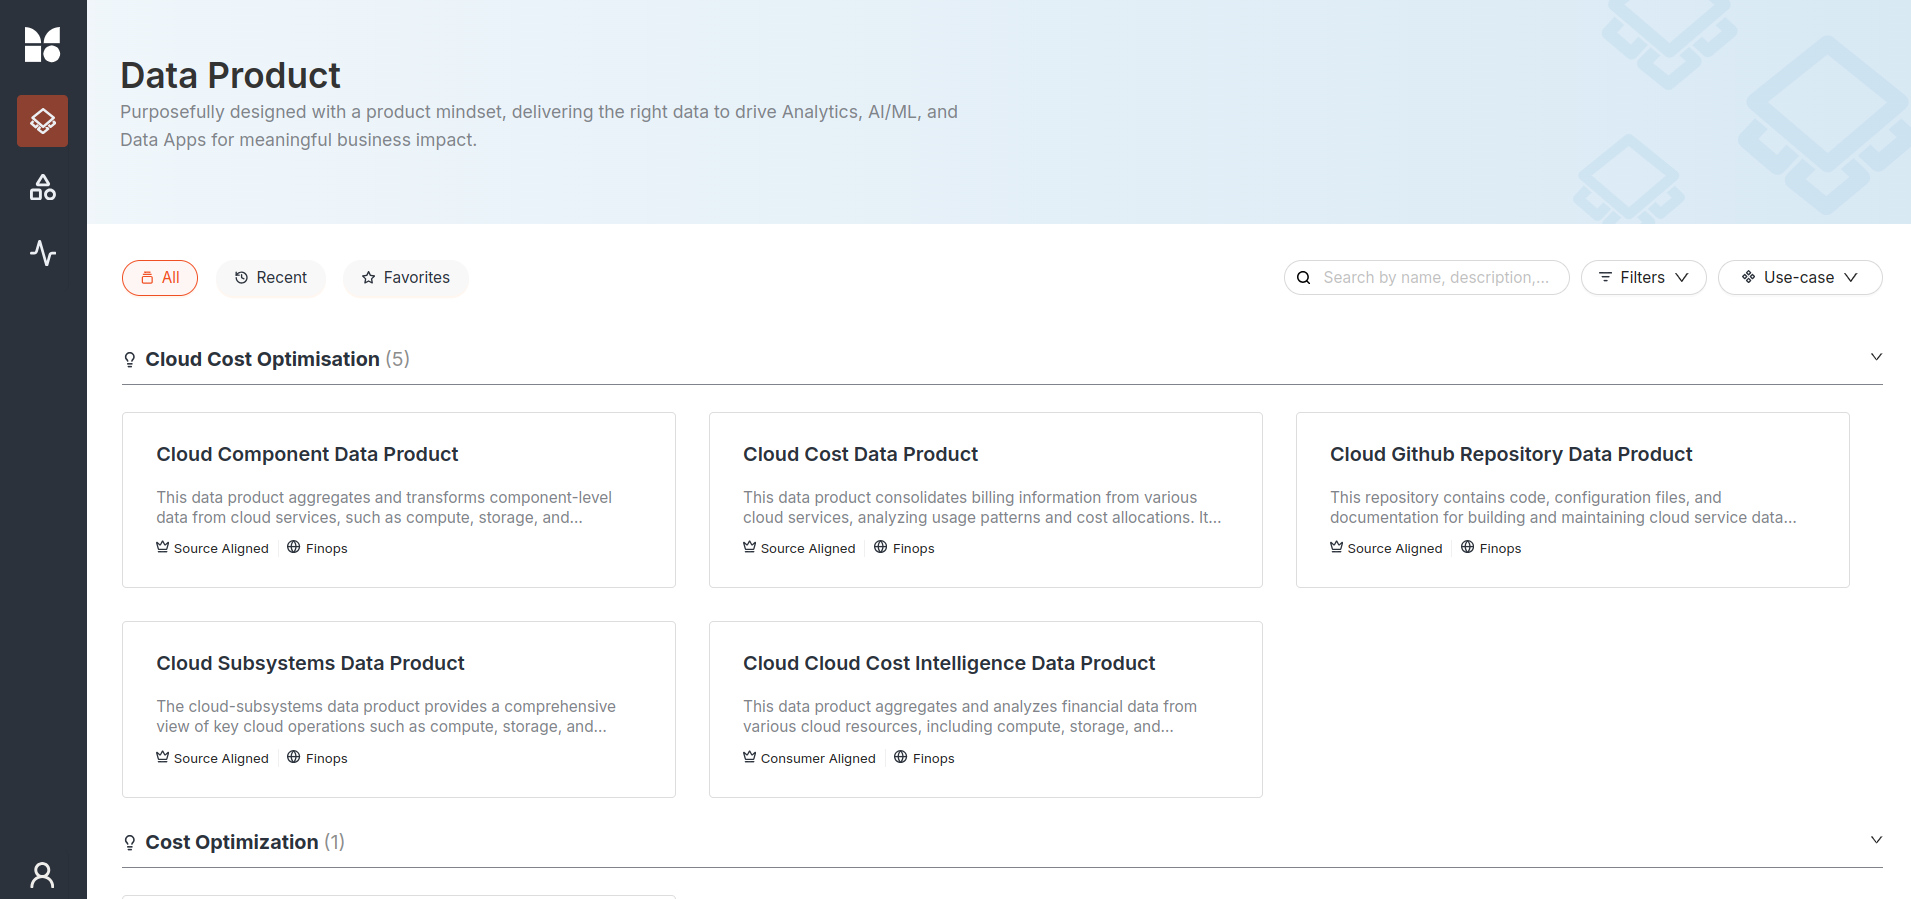 Data Product
Purposefully designed with a product mindset, delivering the right data to drive Analytics, AI/ML, and
Data Apps for meaningful business impact.
All
Recent
Favorites
Search by name, description,...
Filters
Use-case
Cloud Cost Optimisation (5)
Cloud Component Data Product
This data product aggregates and transforms component-level
data from cloud services, such as compute, storage, and...
Source Aligned
Finops
Cloud Cost Data Product
This data product consolidates billing information from various
cloud services, analyzing usage patterns and cost allocations. It...
Source Aligned
Finops
Cloud Github Repository Data Product
This repository contains code, configuration files, and
documentation for building and maintaining cloud service data...
Source Aligned
Finops
Cloud Subsystems Data Product
The cloud-subsystems data product provides a comprehensive
view of key cloud operations such as compute, storage, and...
Source Aligned
Finops
Cloud Cloud Cost Intelligence Data Product
This data product aggregates and analyzes financial data from
various cloud resources, including compute, storage, and...
Consumer Aligned
Finops
Cost Optimization (1)